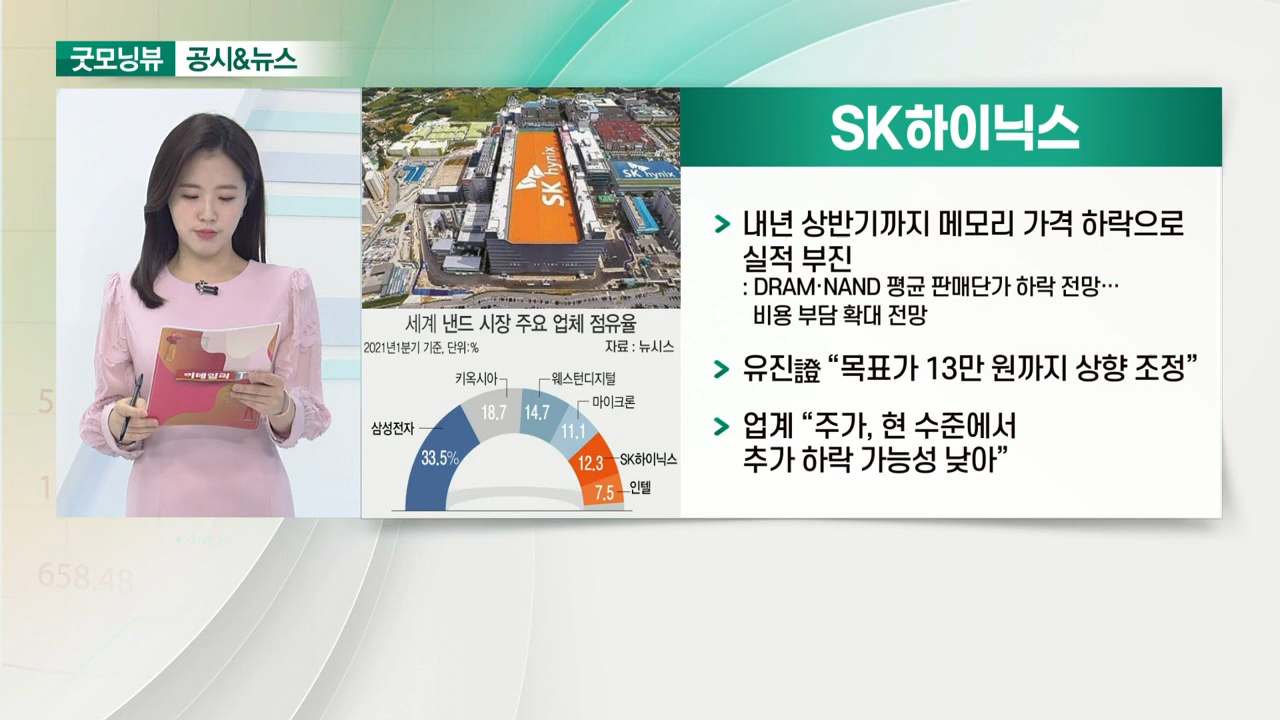 굿모닝뷰 공시&뉴스
SK hynix
SK hynix
이데일리 T
세계 낸드 시장 주요 업체 점유율
2021년1분기 기준, 단위:% 자료 : 뉴시스
키옥시아
웨스턴디지털
마이크론
삼성전자
SK하이닉스
인텔
33.5%
18.7
14.7
11.1
12.3
7.5
SK하이닉스
내년 상반기까지 메모리 가격 하락으로
실적 부진
: DRAM·NAND 평균 판매단가 하락 전망…
비용 부담 확대 전망
유진證 “목표가 13만 원까지 상향 조정”
업계 “주가, 현 수준에서
추가 하락 가능성 낮아”
658.48